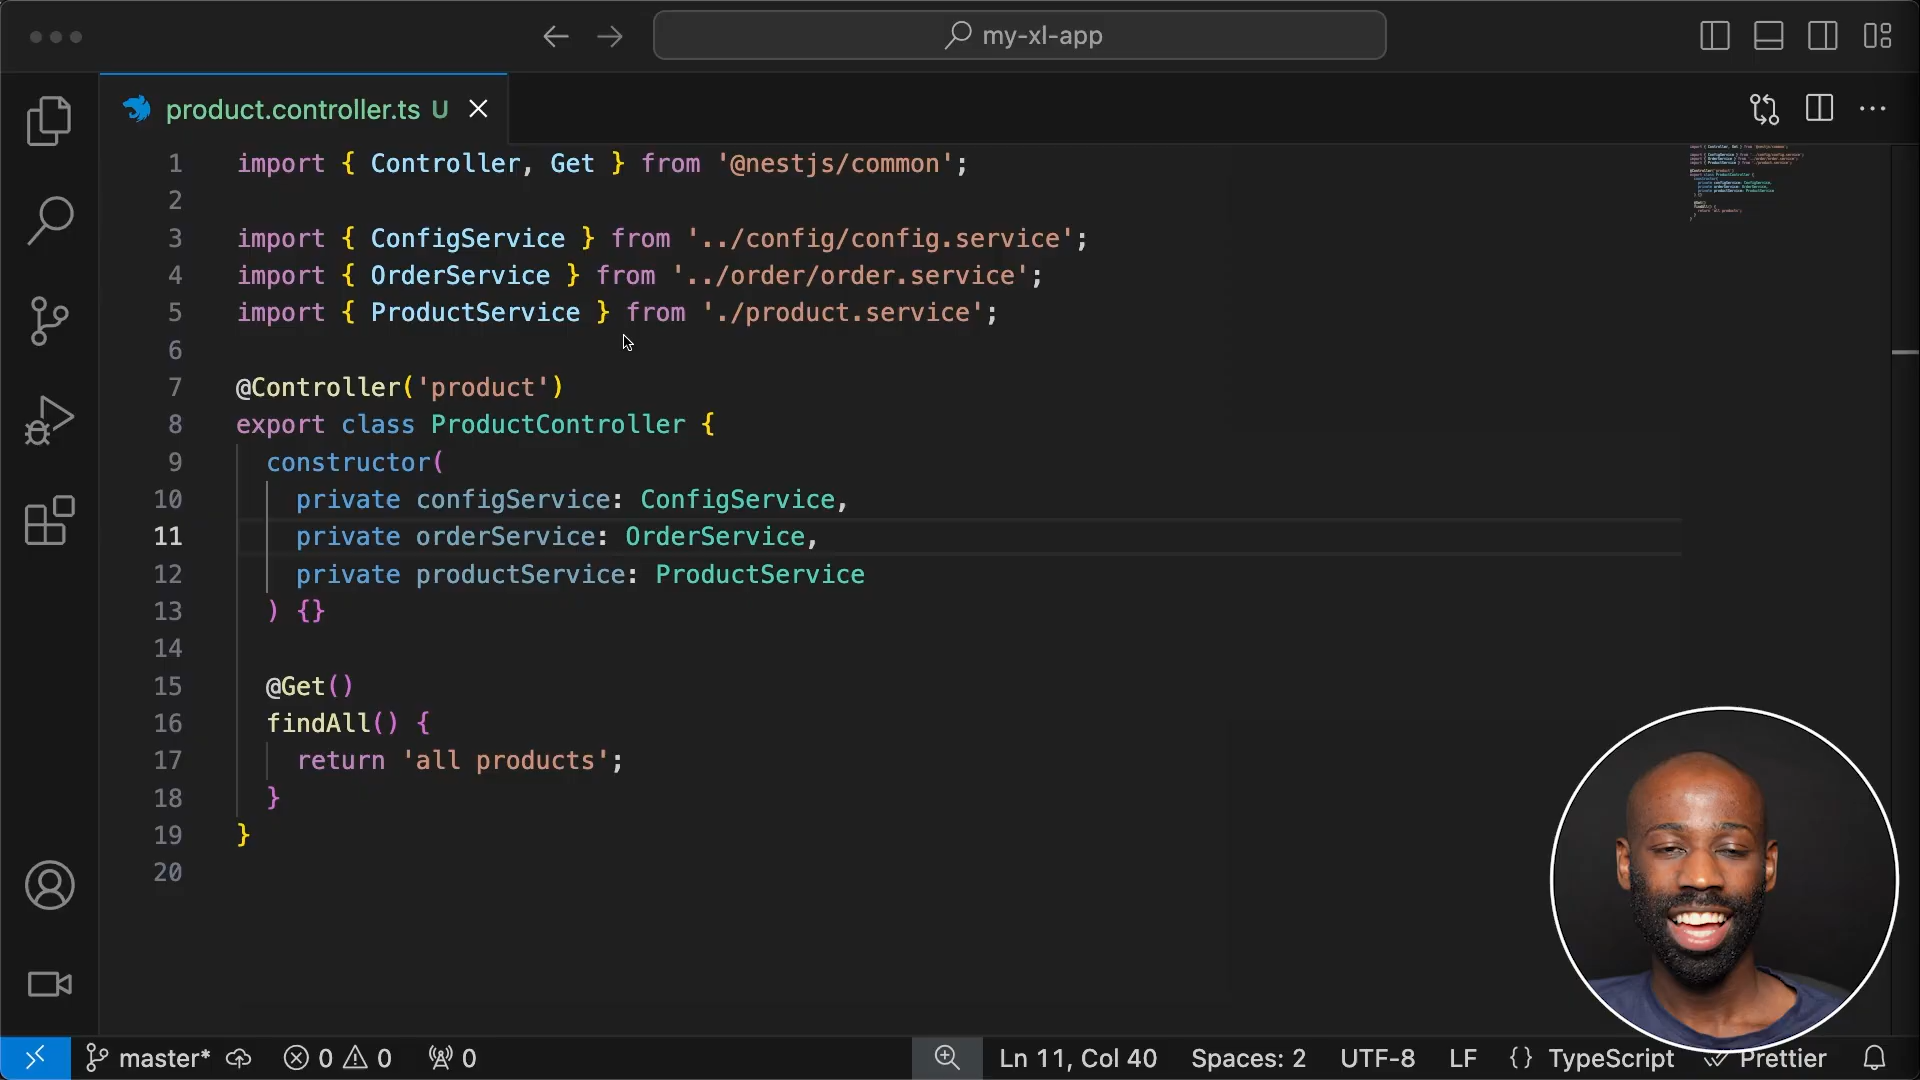 my-xl-app
product.controller.ts U
1 import { Controller, Get } from '@nestjs/common';
2
3 import { ConfigService } from '../config/config.service';
4 import { OrderService } from '../order/order.service';
5 import { ProductService } from './product.service';
6
7 @Controller('product')
8 export class ProductController {
9 constructor(
10 private configService: ConfigService,
11 private orderService: OrderService,
12 private productService: ProductService
13 ) {}
14
15 @Get()
16 findAll() {
17 return 'all products';
18 }
19 }
20
master* 0 0 0 Ln 11, Col 40 Spaces: 2 UTF-8 LF {} TypeScript Prettier